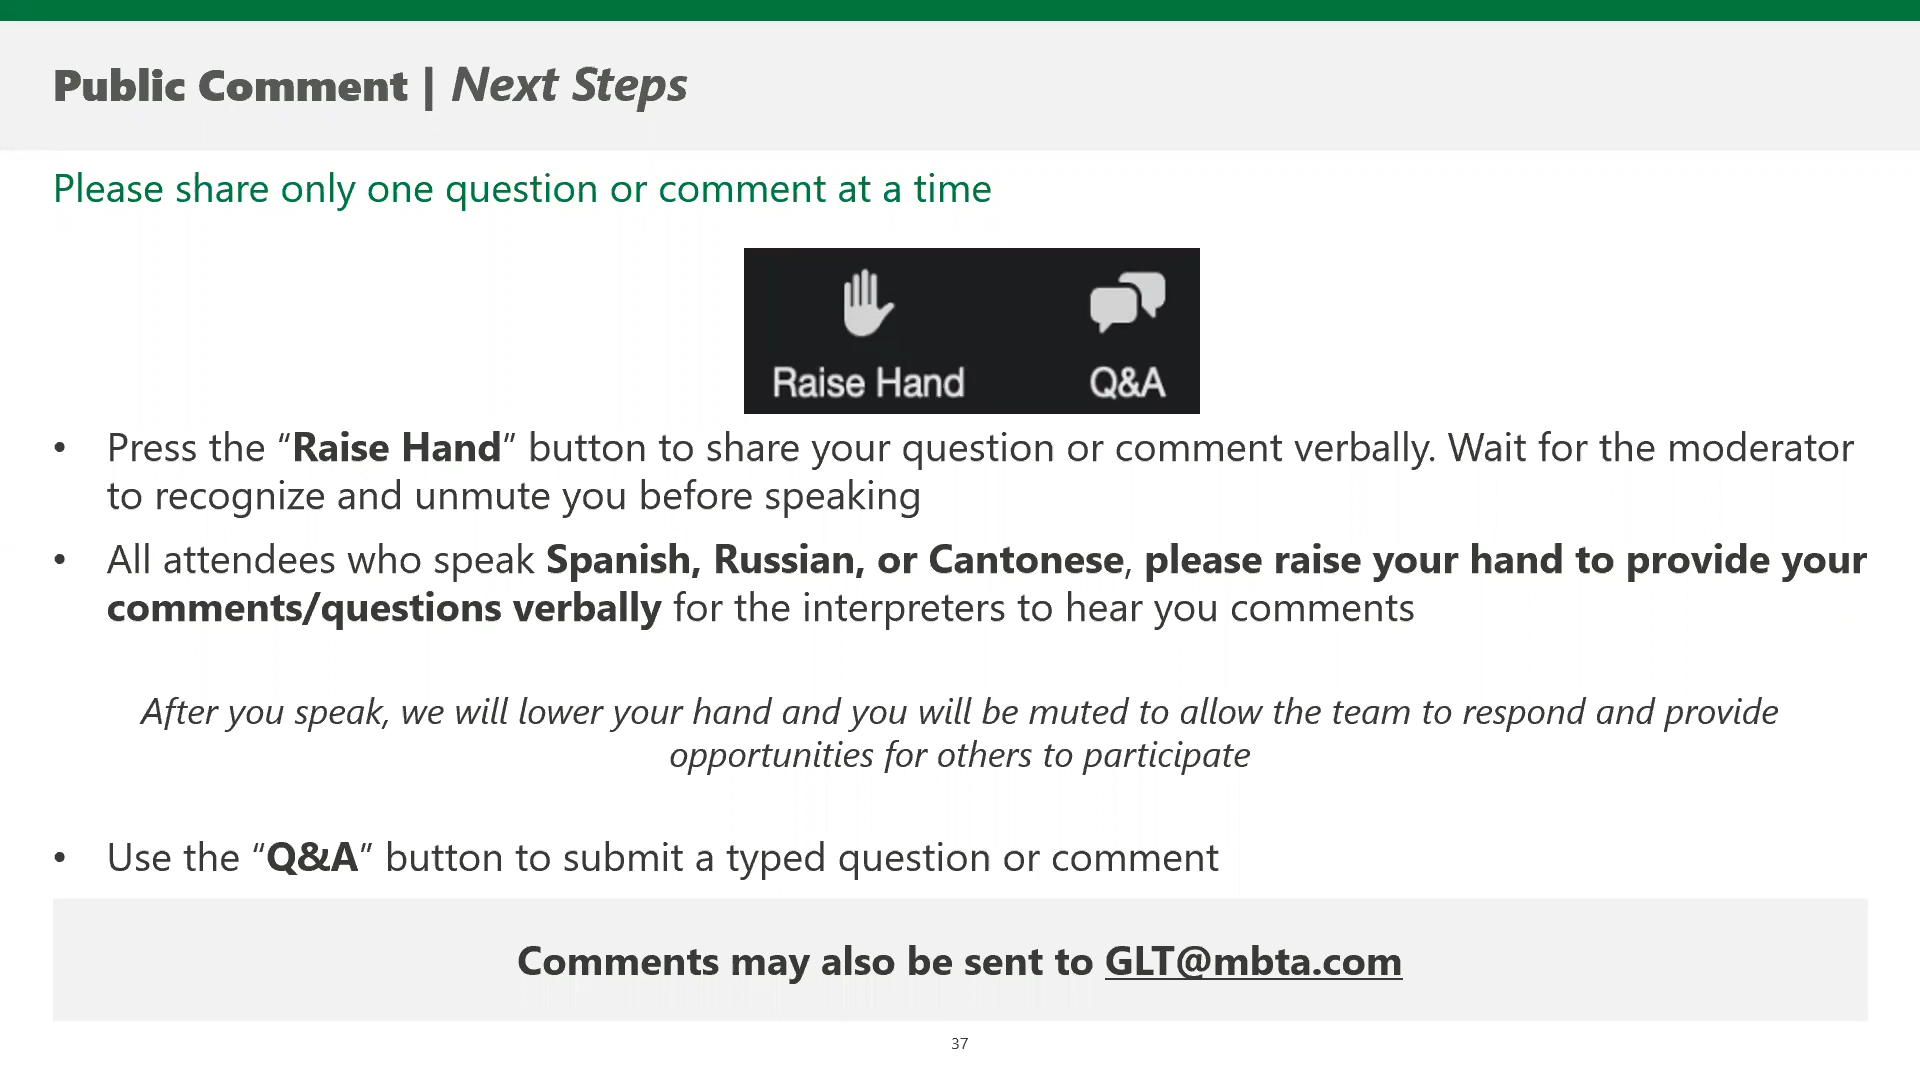 Public Comment | Next Steps
Please share only one question or comment at a time
Raise Hand
Q&A
• Press the “Raise Hand” button to share your question or comment verbally. Wait for the moderator
to recognize and unmute you before speaking
• All attendees who speak Spanish, Russian, or Cantonese, please raise your hand to provide your
comments/questions verbally for the interpreters to hear you comments
After you speak, we will lower your hand and you will be muted to allow the team to respond and provide
opportunities for others to participate
• Use the “Q&A” button to submit a typed question or comment
Comments may also be sent to GLT@mbta.com
37